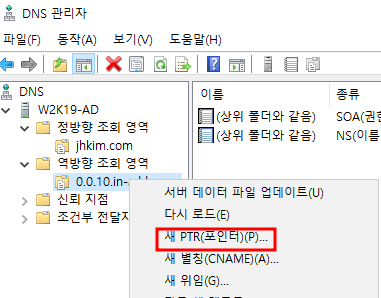 DNS 관리자
파일(F) 동작(A) 보기(V) 도움말(H)
DNS
W2K19-AD
정방향 조회 영역
jhkim.com
역방향 조회 영역
0.0.10.in-ad
신뢰 지점
조건부 전달자
이름 종류
(상위 폴더와 같음) SOA(권한
(상위 폴더와 같음) NS(이름
서버 데이터 파일 업데이트(U)
다시 로드(E)
새 PTR(포인터)(P)...
새 별칭(CNAME)(A)...
새 위임(G)...